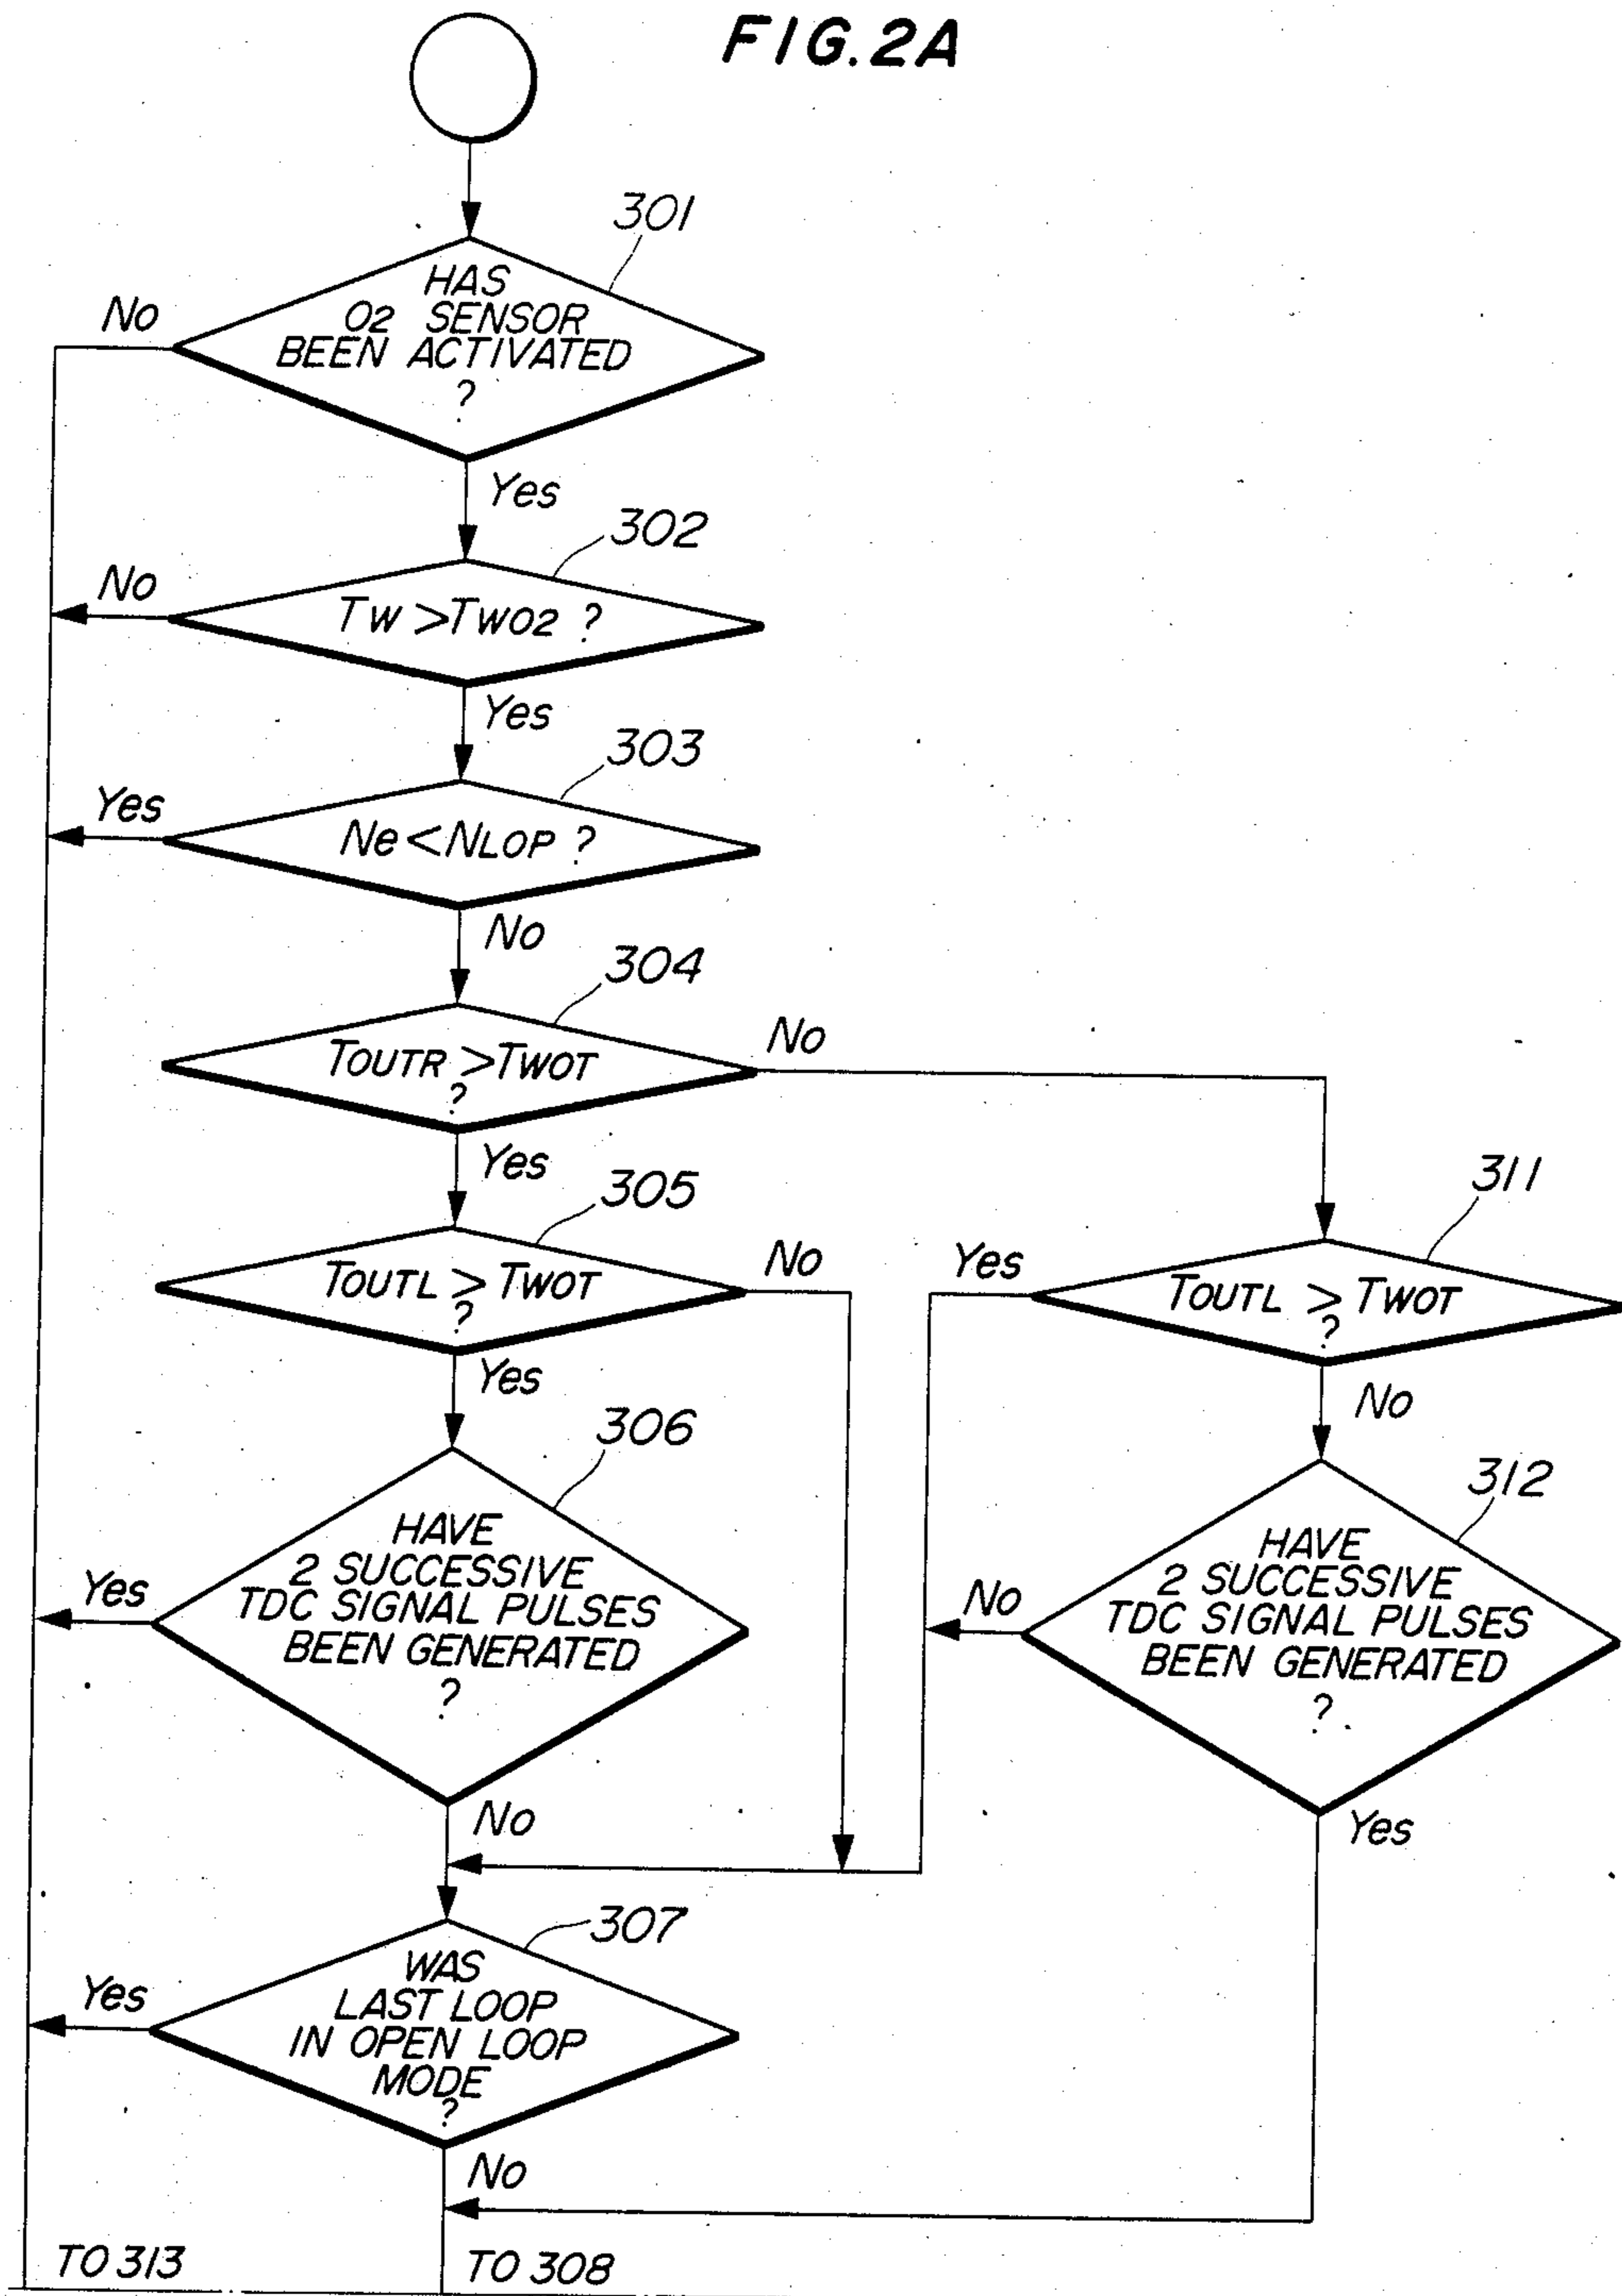 FIG.2A
301
HAS
O2 SENSOR
BEEN ACTIVATED
?
No
Yes
302
TW >TWO2 ?
No
Yes
303
Ne <NLOP ?
Yes
No
304
TOUTR >TWOT
?
No
Yes
305
TOUTL > TWOT
?
No
Yes
311
TOUTL > TWOT
?
Yes
No
306
HAVE
2 SUCCESSIVE
TDC SIGNAL PULSES
BEEN GENERATED
?
Yes
No
312
HAVE
2 SUCCESSIVE
TDC SIGNAL PULSES
BEEN GENERATED
?
No
Yes
307
WAS
LAST LOOP
IN OPEN LOOP
MODE
?
Yes
No
TO 313
TO 308